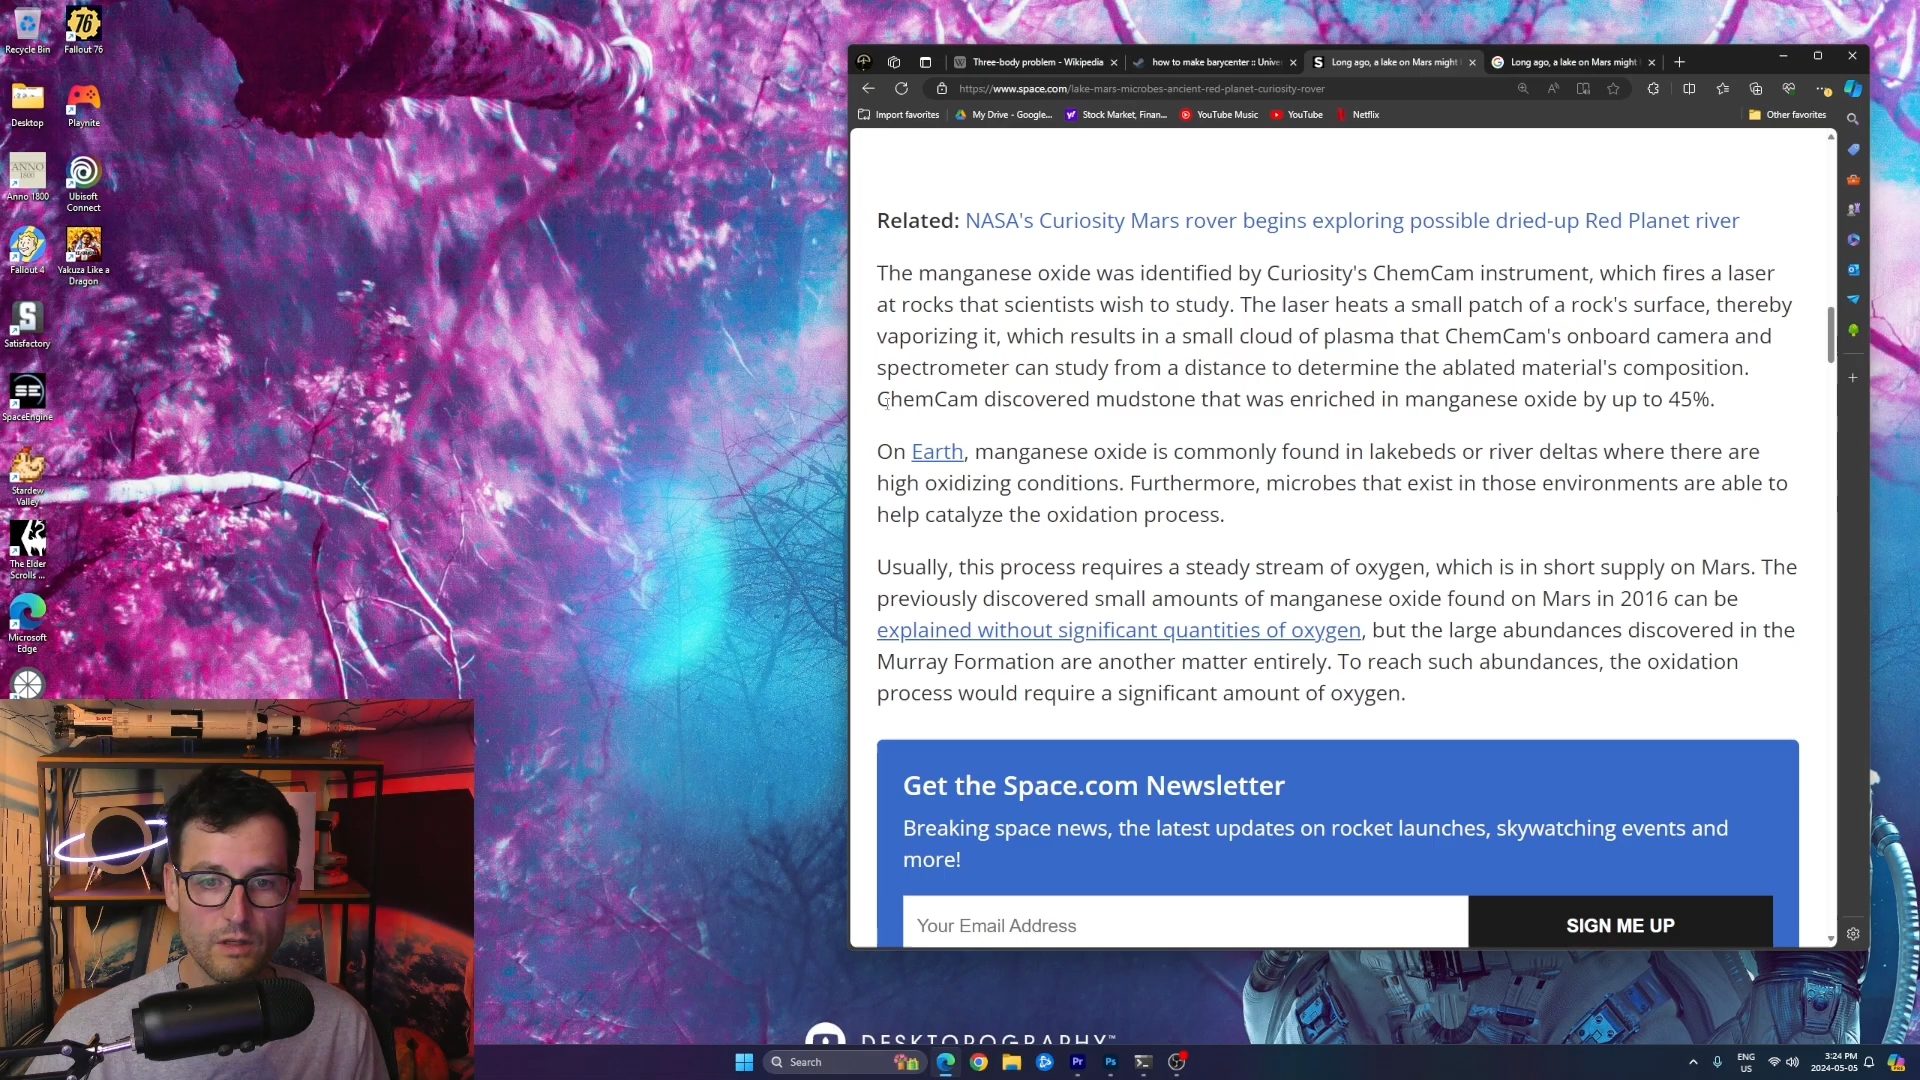 Recycle Bin
Fallout 76
Desktop
Playnite
ANNO
1800
Anno 1800
Ubisoft
Connect
Fallout 4
Yakuza Like a
Dragon
Satisfactory
SpaceEngine
Stardew
Valley
The Elder
Scrolls ...
Microsoft
Edge
Three-body problem - Wikipedia
how to make barycenter :: Unive
Long ago, a lake on Mars might
Long ago, a lake on Mars might
https://www.space.com/lake-mars-microbes-ancient-red-planet-curiosity-rover
Import favorites
My Drive - Google...
Stock Market, Finan...
YouTube Music
YouTube
Netflix
Other favorites
Related: NASA's Curiosity Mars rover begins exploring possible dried-up Red Planet river
The manganese oxide was identified by Curiosity's ChemCam instrument, which fires a laser
at rocks that scientists wish to study. The laser heats a small patch of a rock's surface, thereby
vaporizing it, which results in a small cloud of plasma that ChemCam's onboard camera and
spectrometer can study from a distance to determine the ablated material's composition.
ChemCam discovered mudstone that was enriched in manganese oxide by up to 45%.
On Earth, manganese oxide is commonly found in lakebeds or river deltas where there are
high oxidizing conditions. Furthermore, microbes that exist in those environments are able to
help catalyze the oxidation process.
Usually, this process requires a steady stream of oxygen, which is in short supply on Mars. The
previously discovered small amounts of manganese oxide found on Mars in 2016 can be
explained without significant quantities of oxygen, but the large abundances discovered in the
Murray Formation are another matter entirely. To reach such abundances, the oxidation
process would require a significant amount of oxygen.
Get the Space.com Newsletter
Breaking space news, the latest updates on rocket launches, skywatching events and
more!
Your Email Address
SIGN ME UP
DESKTOPOGRAPHY™
Search
Pr
Ps
ENG
US
3:24 PM
2024-05-05